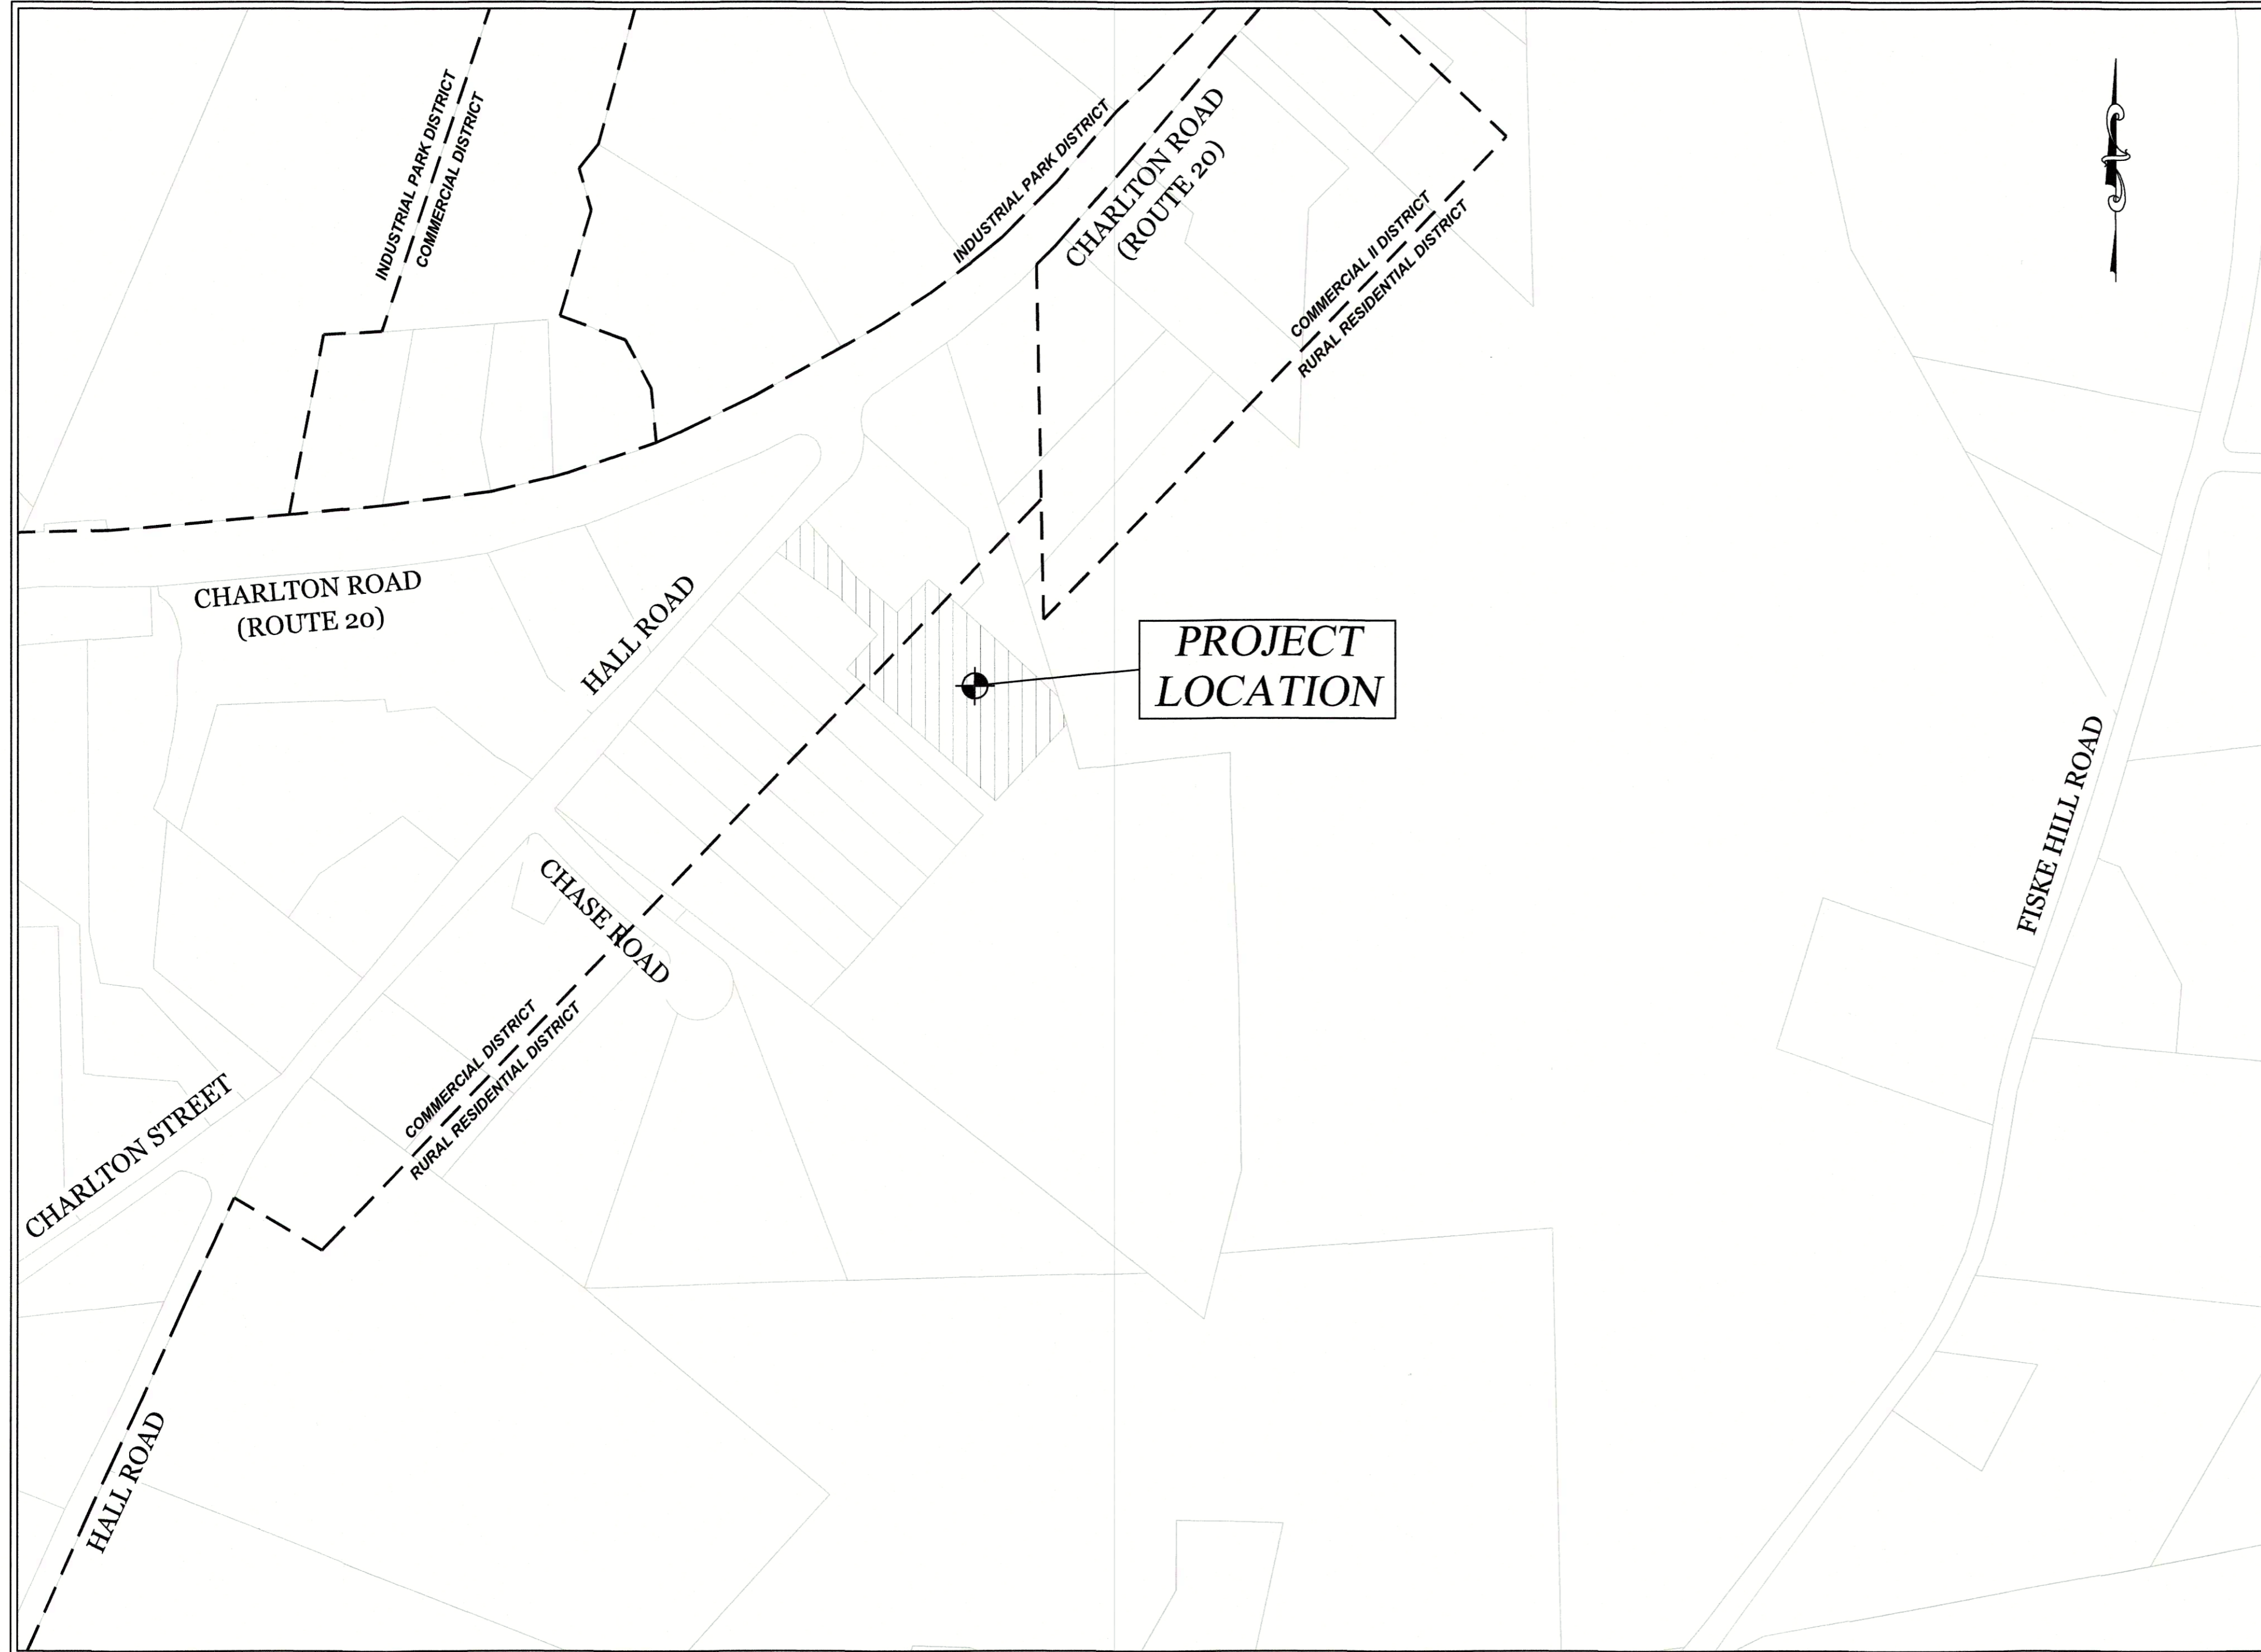 INDUSTRIAL PARK DISTRICT
COMMERCIAL DISTRICT
INDUSTRIAL PARK DISTRICT
CHARLTON ROAD
(ROUTE 20)
COMMERCIAL II DISTRICT
RURAL RESIDENTIAL DISTRICT
CHARLTON ROAD
(ROUTE 20)
HALL ROAD
PROJECT
LOCATION
CHASE ROAD
FISKE HILL ROAD
COMMERCIAL DISTRICT
RURAL RESIDENTIAL DISTRICT
CHARLTON STREET
HALL ROAD